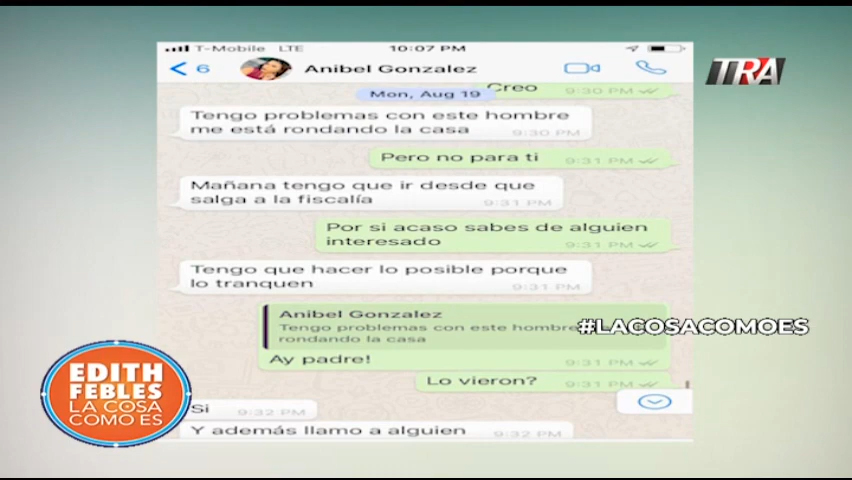 T-Mobile LTE 10:07 PM
6 Anibel Gonzalez
TRA
Creo
9:30 PM
Mon, Aug 19
Tengo problemas con este hombre
me está rondando la casa
9:30 PM
Pero no para ti 9:31 PM
Mañana tengo que ir desde que
salga a la fiscalía
9:31 PM
Por si acaso sabes de alguien
interesado
9:31 PM
Tengo que hacer lo posible porque
lo tranquen
9:31 PM
Anibel Gonzalez
Tengo problemas con este hombre
rondando la casa
#LACOSACOMOES
Ay padre! 9:31 PM
Lo vieron? 9:31 PM
Si 9:32 PM
Y además llamo a alguien 9:32 PM
EDITH
FEBLES
LA COSA
COMO ES